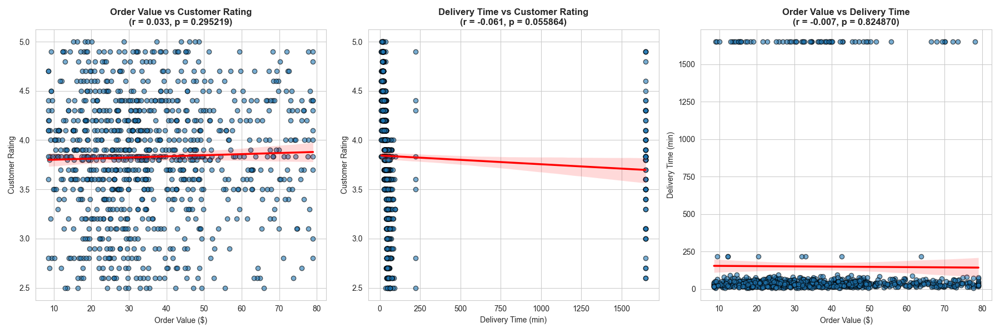 Order Value vs Customer Rating
(r = 0.033, p = 0.295219)
5.0
4.5
4.0
3.5
3.0
2.5
Customer Rating
10 20 30 40 50 60 70 80
Order Value ($)
Delivery Time vs Customer Rating
(r = -0.061, p = 0.055864)
5.0
4.5
4.0
3.5
3.0
2.5
Customer Rating
0 250 500 750 1000 1250 1500
Delivery Time (min)
Order Value vs Delivery Time
(r = -0.007, p = 0.824870)
1500
1250
1000
750
500
250
0
Delivery Time (min)
10 20 30 40 50 60 70 80
Order Value ($)